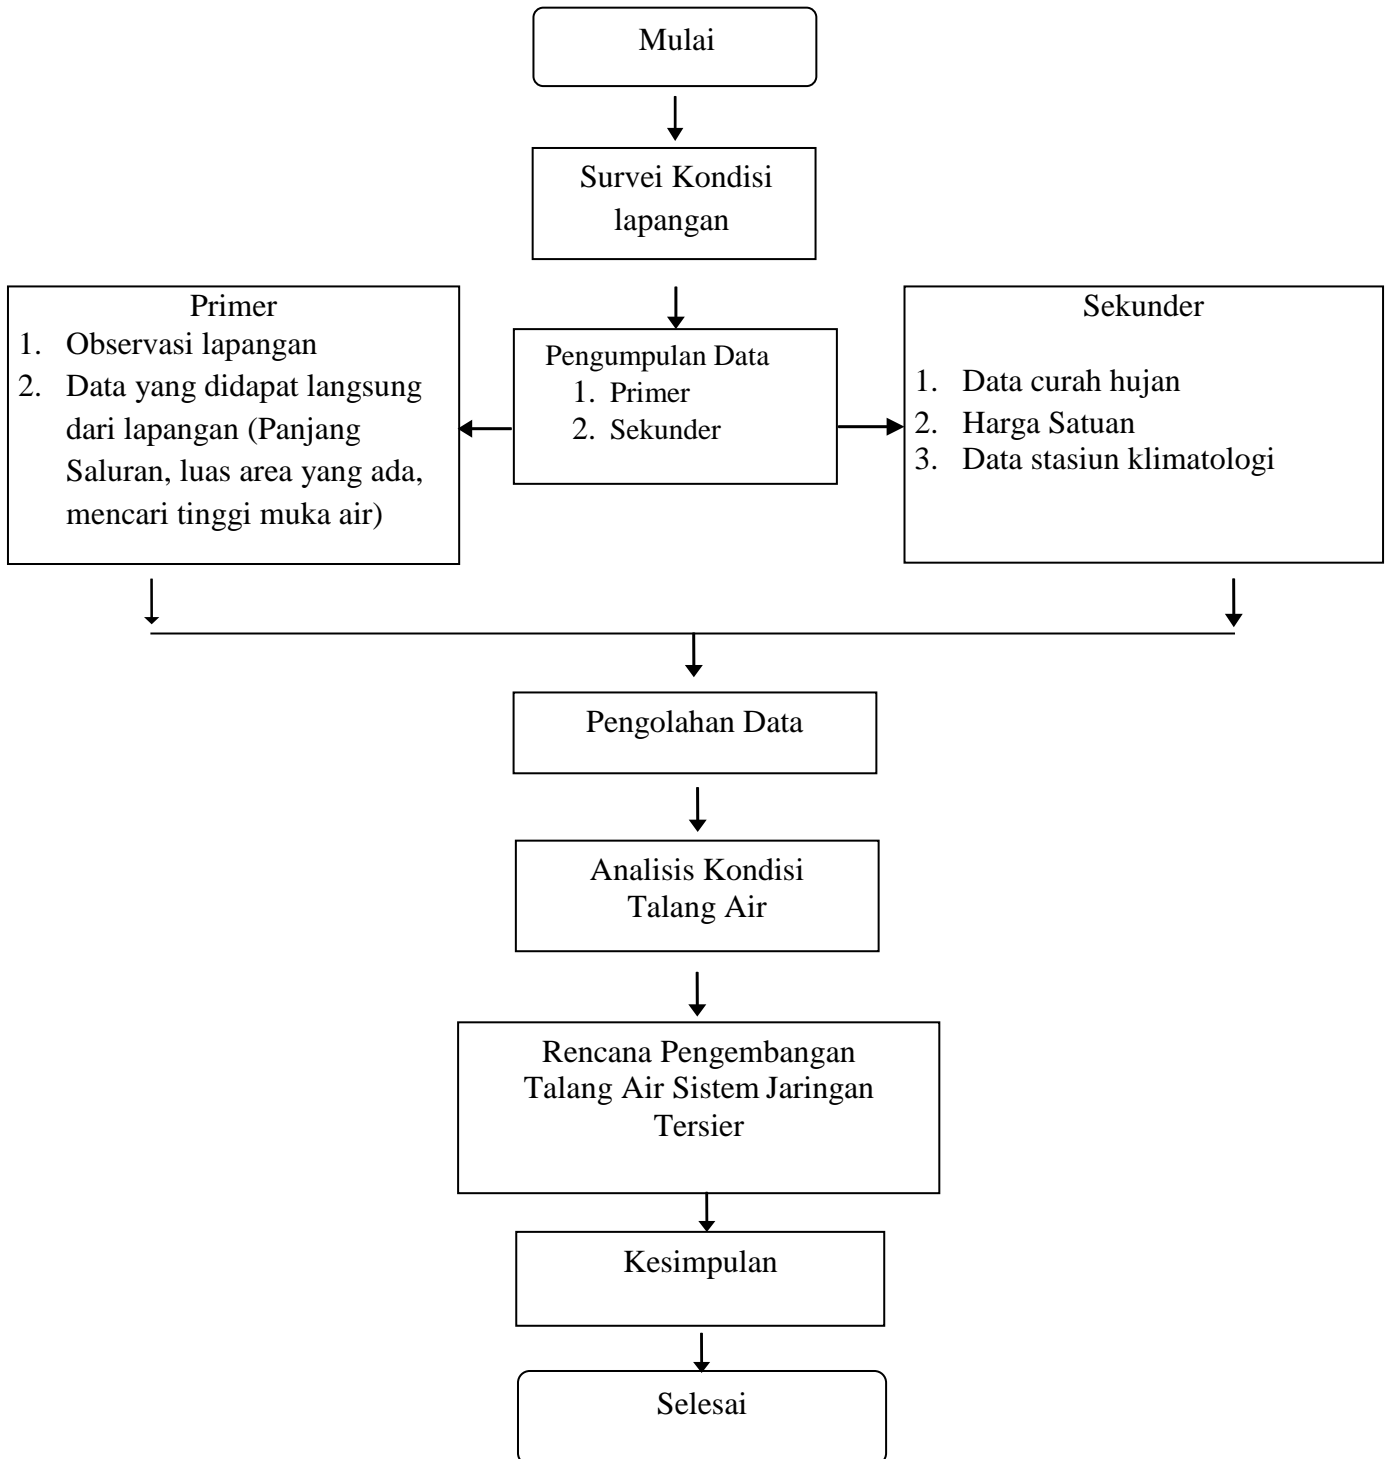 Mulai
Survei Kondisi
lapangan
Primer
1. Observasi lapangan
2. Data yang didapat langsung
dari lapangan (Panjang
Saluran, luas area yang ada,
mencari tinggi muka air)
Pengumpulan Data
1. Primer
2. Sekunder
Sekunder
1. Data curah hujan
2. Harga Satuan
3. Data stasiun klimatologi
Pengolahan Data
Analisis Kondisi
Talang Air
Rencana Pengembangan
Talang Air Sistem Jaringan
Tersier
Kesimpulan
Selesai